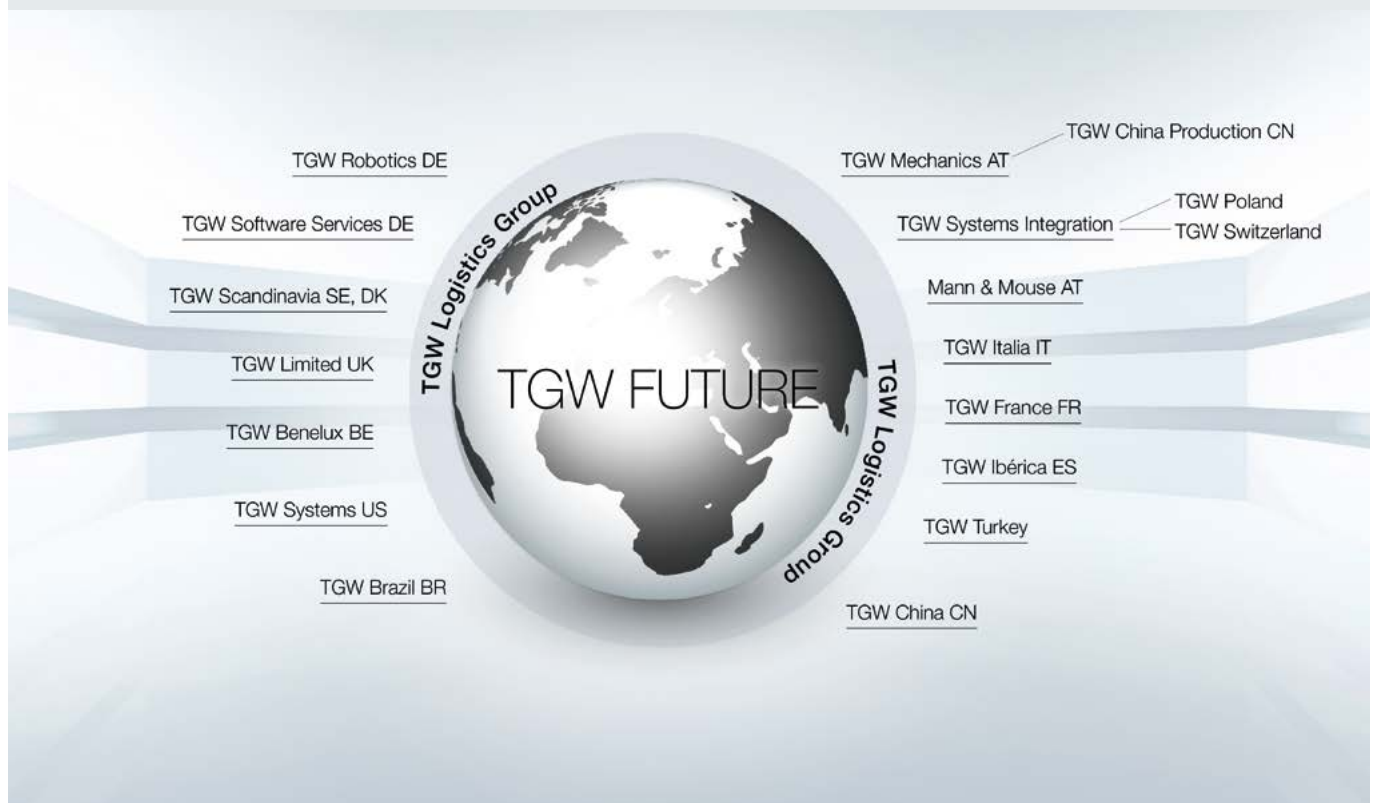 TGW Robotics DE
TGW Software Services DE
TGW Scandinavia SE, DK
TGW Limited UK
TGW Benelux BE
TGW Systems US
TGW Brazil BR
TGW Logistics Group
TGW FUTURE
TGW Logistics Group
TGW Mechanics AT
TGW China Production CN
TGW Systems Integration
TGW Poland
TGW Switzerland
Mann & Mouse AT
TGW Italia IT
TGW France FR
TGW Ibérica ES
TGW Turkey
TGW China CN